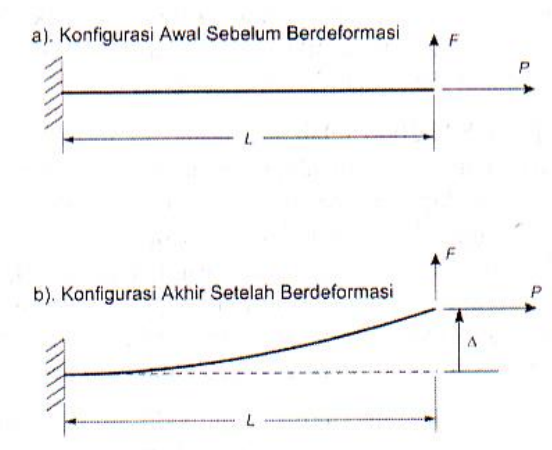 a). Konfigurasi Awal Sebelum Berdeformasi
F
P
L
b). Konfigurasi Akhir Setelah Berdeformasi
F
P
Δ
L